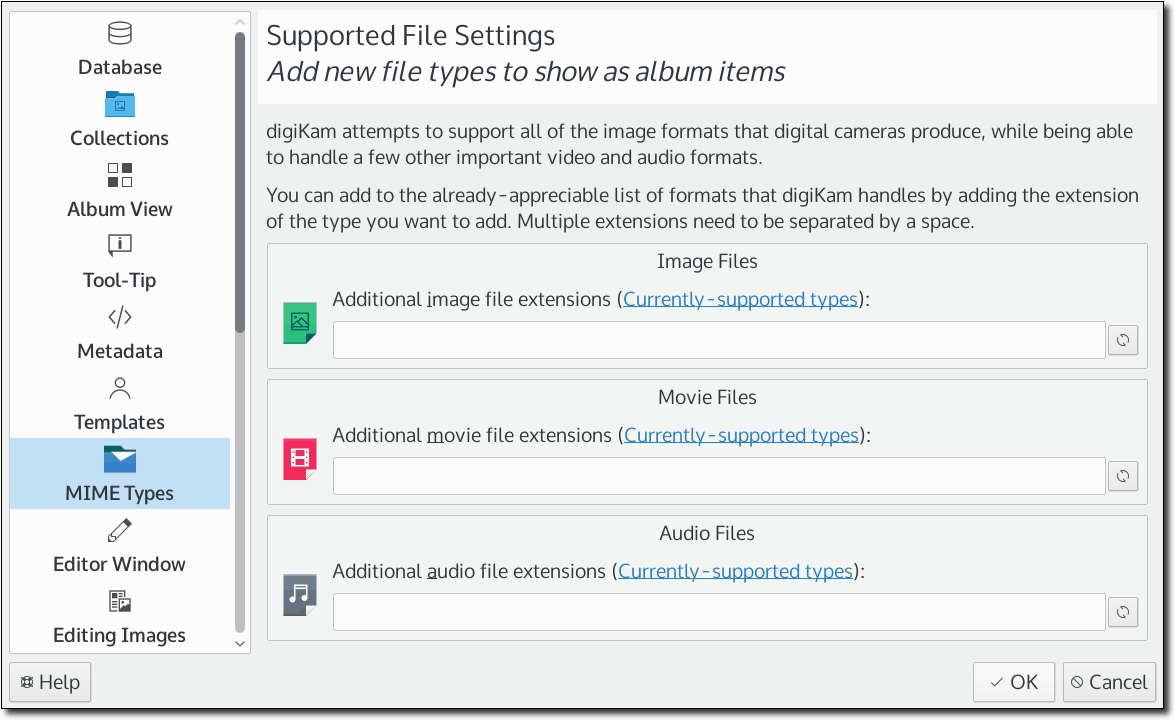 Database
Collections
Album View
Tool-Tip
Metadata
Templates
MIME Types
Editor Window
Editing Images
Supported File Settings
Add new file types to show as album items
digiKam attempts to support all of the image formats that digital cameras produce, while being able
to handle a few other important video and audio formats.
You can add to the already-appreciable list of formats that digiKam handles by adding the extension
of the type you want to add. Multiple extensions need to be separated by a space.
Image Files
Additional image file extensions (Currently-supported types):
Movie Files
Additional movie file extensions (Currently-supported types):
Audio Files
Additional audio file extensions (Currently-supported types):
Help
OK
Cancel